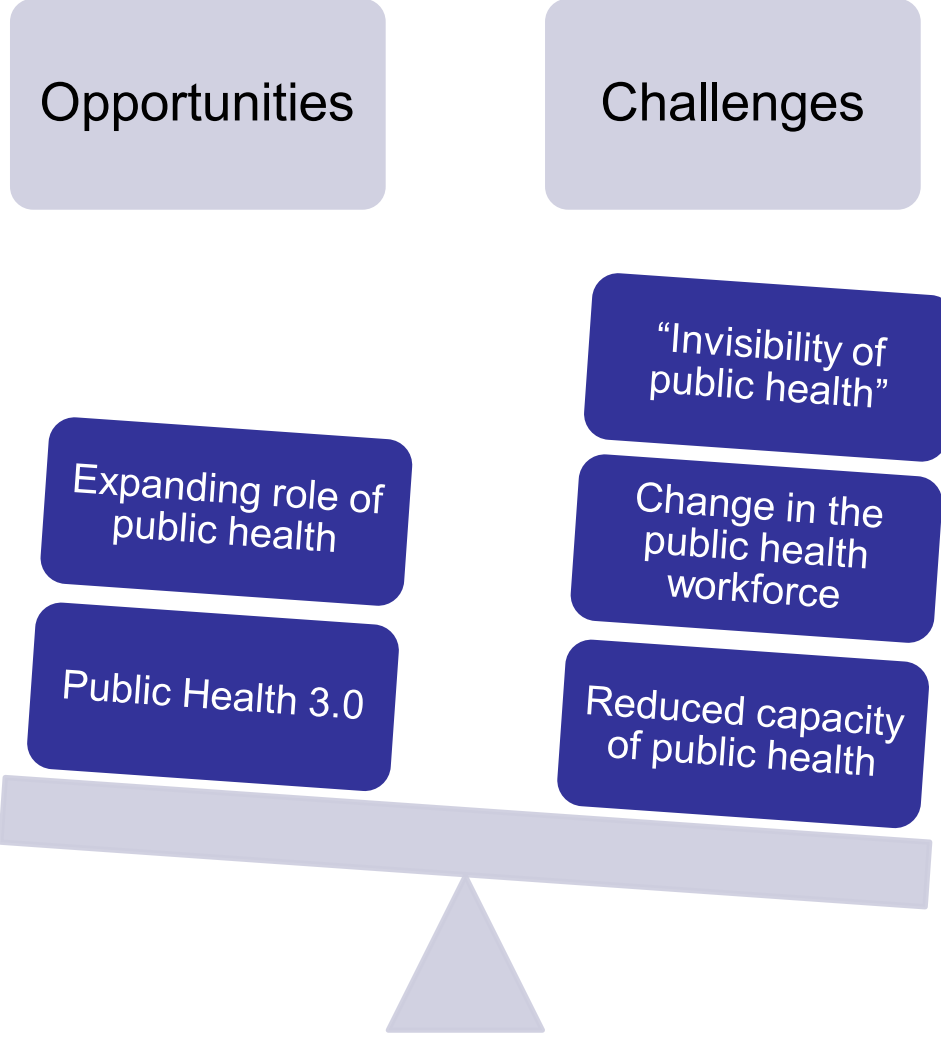 Opportunities
Challenges
“Invisibility of
public health”
Expanding role of
public health
Change in the
public health
workforce
Public Health 3.0
Reduced capacity
of public health